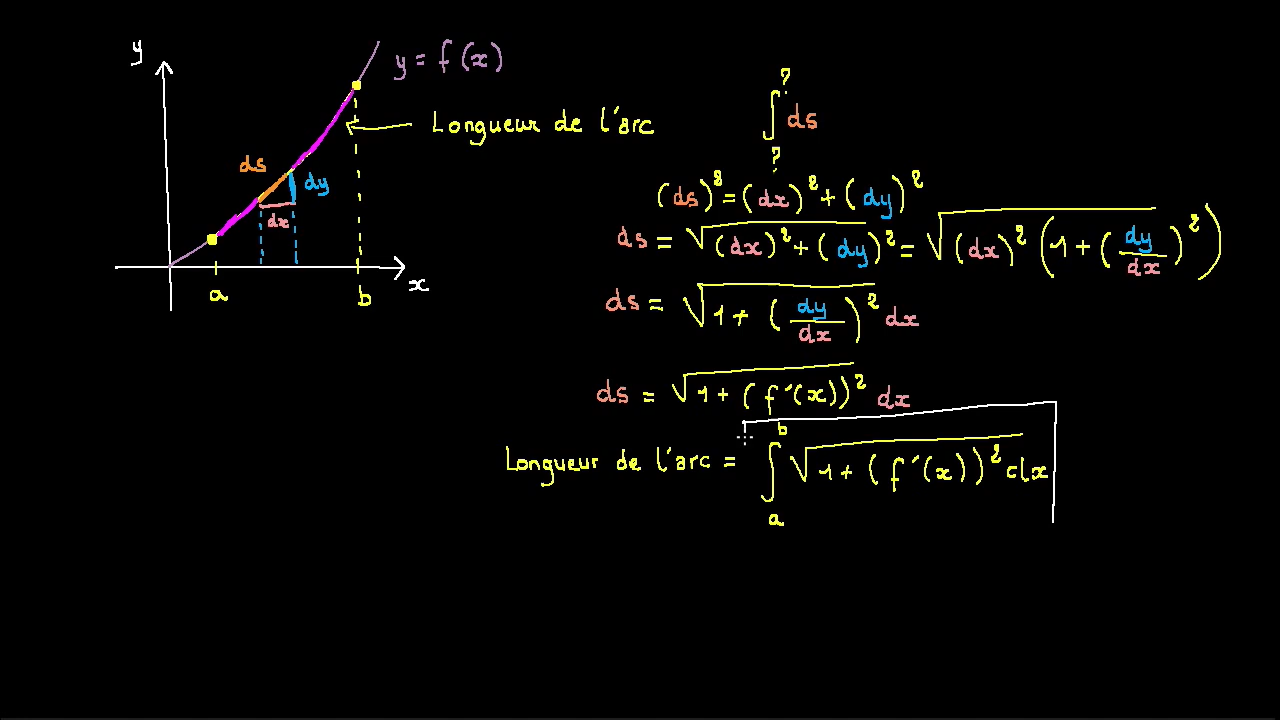 y
y = f(x)
Longueur de l'arc
ds
dy
dx
a
b
x
∫_?^? ds
(ds)² = (dx)² + (dy)²
ds = √((dx)² + (dy)²) = √((dx)² (1 + (dy/dx)²))
ds = √(1 + (dy/dx)²) dx
ds = √(1 + (f'(x))²) dx
Longueur de l'arc = ∫_a^b √(1 + (f'(x))²) dx